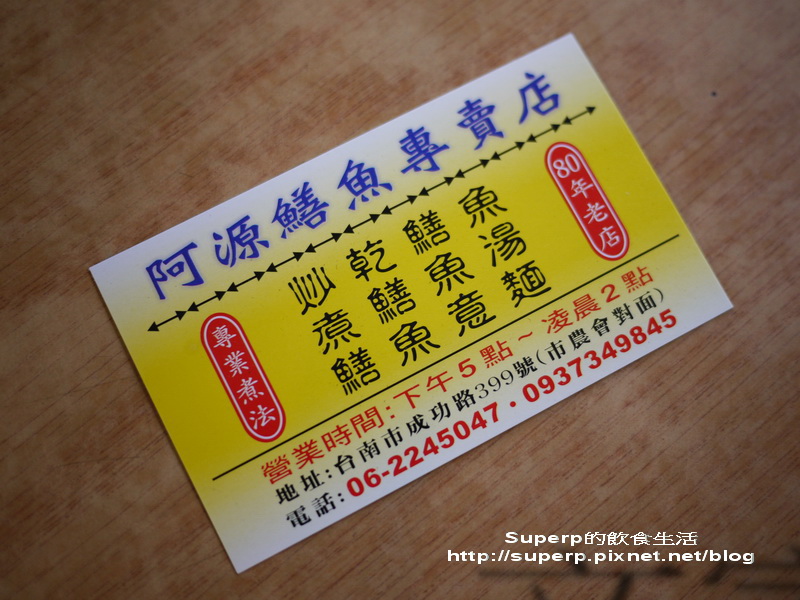 阿源鱔魚專賣店
80年老店
專業煮法
炒乾鱔魚
煮鱔魚湯
鱔魚意麵
營業時間:下午5點~凌晨2點
地址:台南市成功路399號(市農會對面)
電話:06-2245047·0937349845
Superp的飲食生活
http://superp.pixnet.net/blog